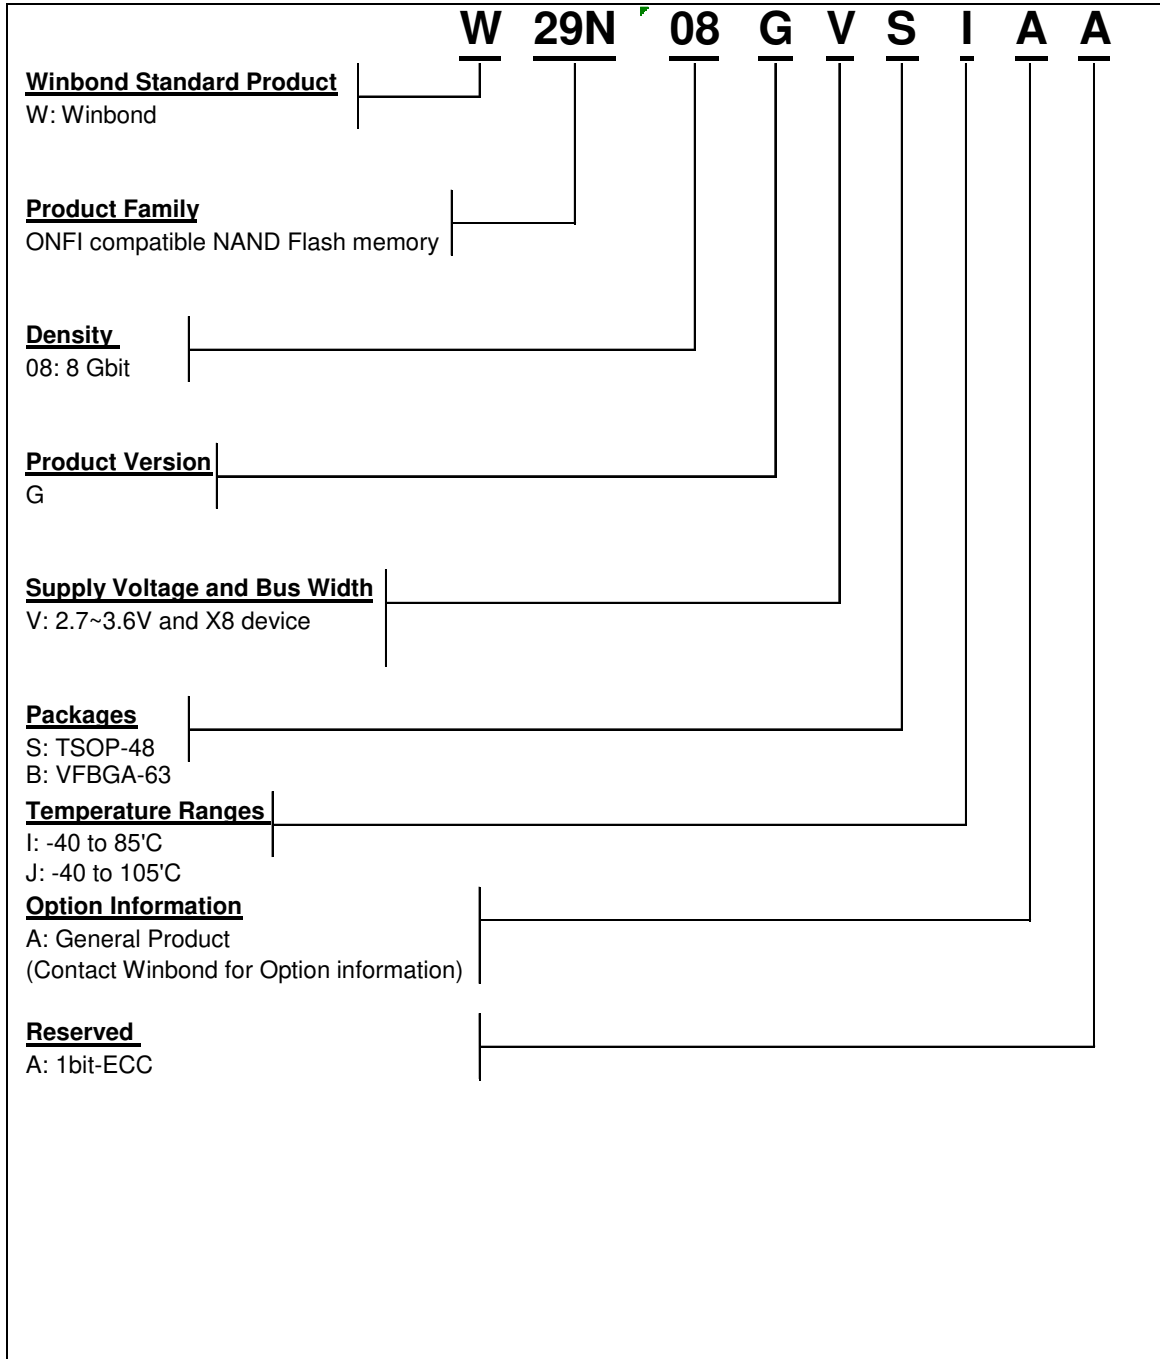 W 29N 08 G V S I A A
Winbond Standard Product
W: Winbond
Product Family
ONFI compatible NAND Flash memory
Density
08: 8 Gbit
Product Version
G
Supply Voltage and Bus Width
V: 2.7~3.6V and X8 device
Packages
S: TSOP-48
B: VFBGA-63
Temperature Ranges
I: -40 to 85'C
J: -40 to 105'C
Option Information
A: General Product
(Contact Winbond for Option information)
Reserved
A: 1bit-ECC